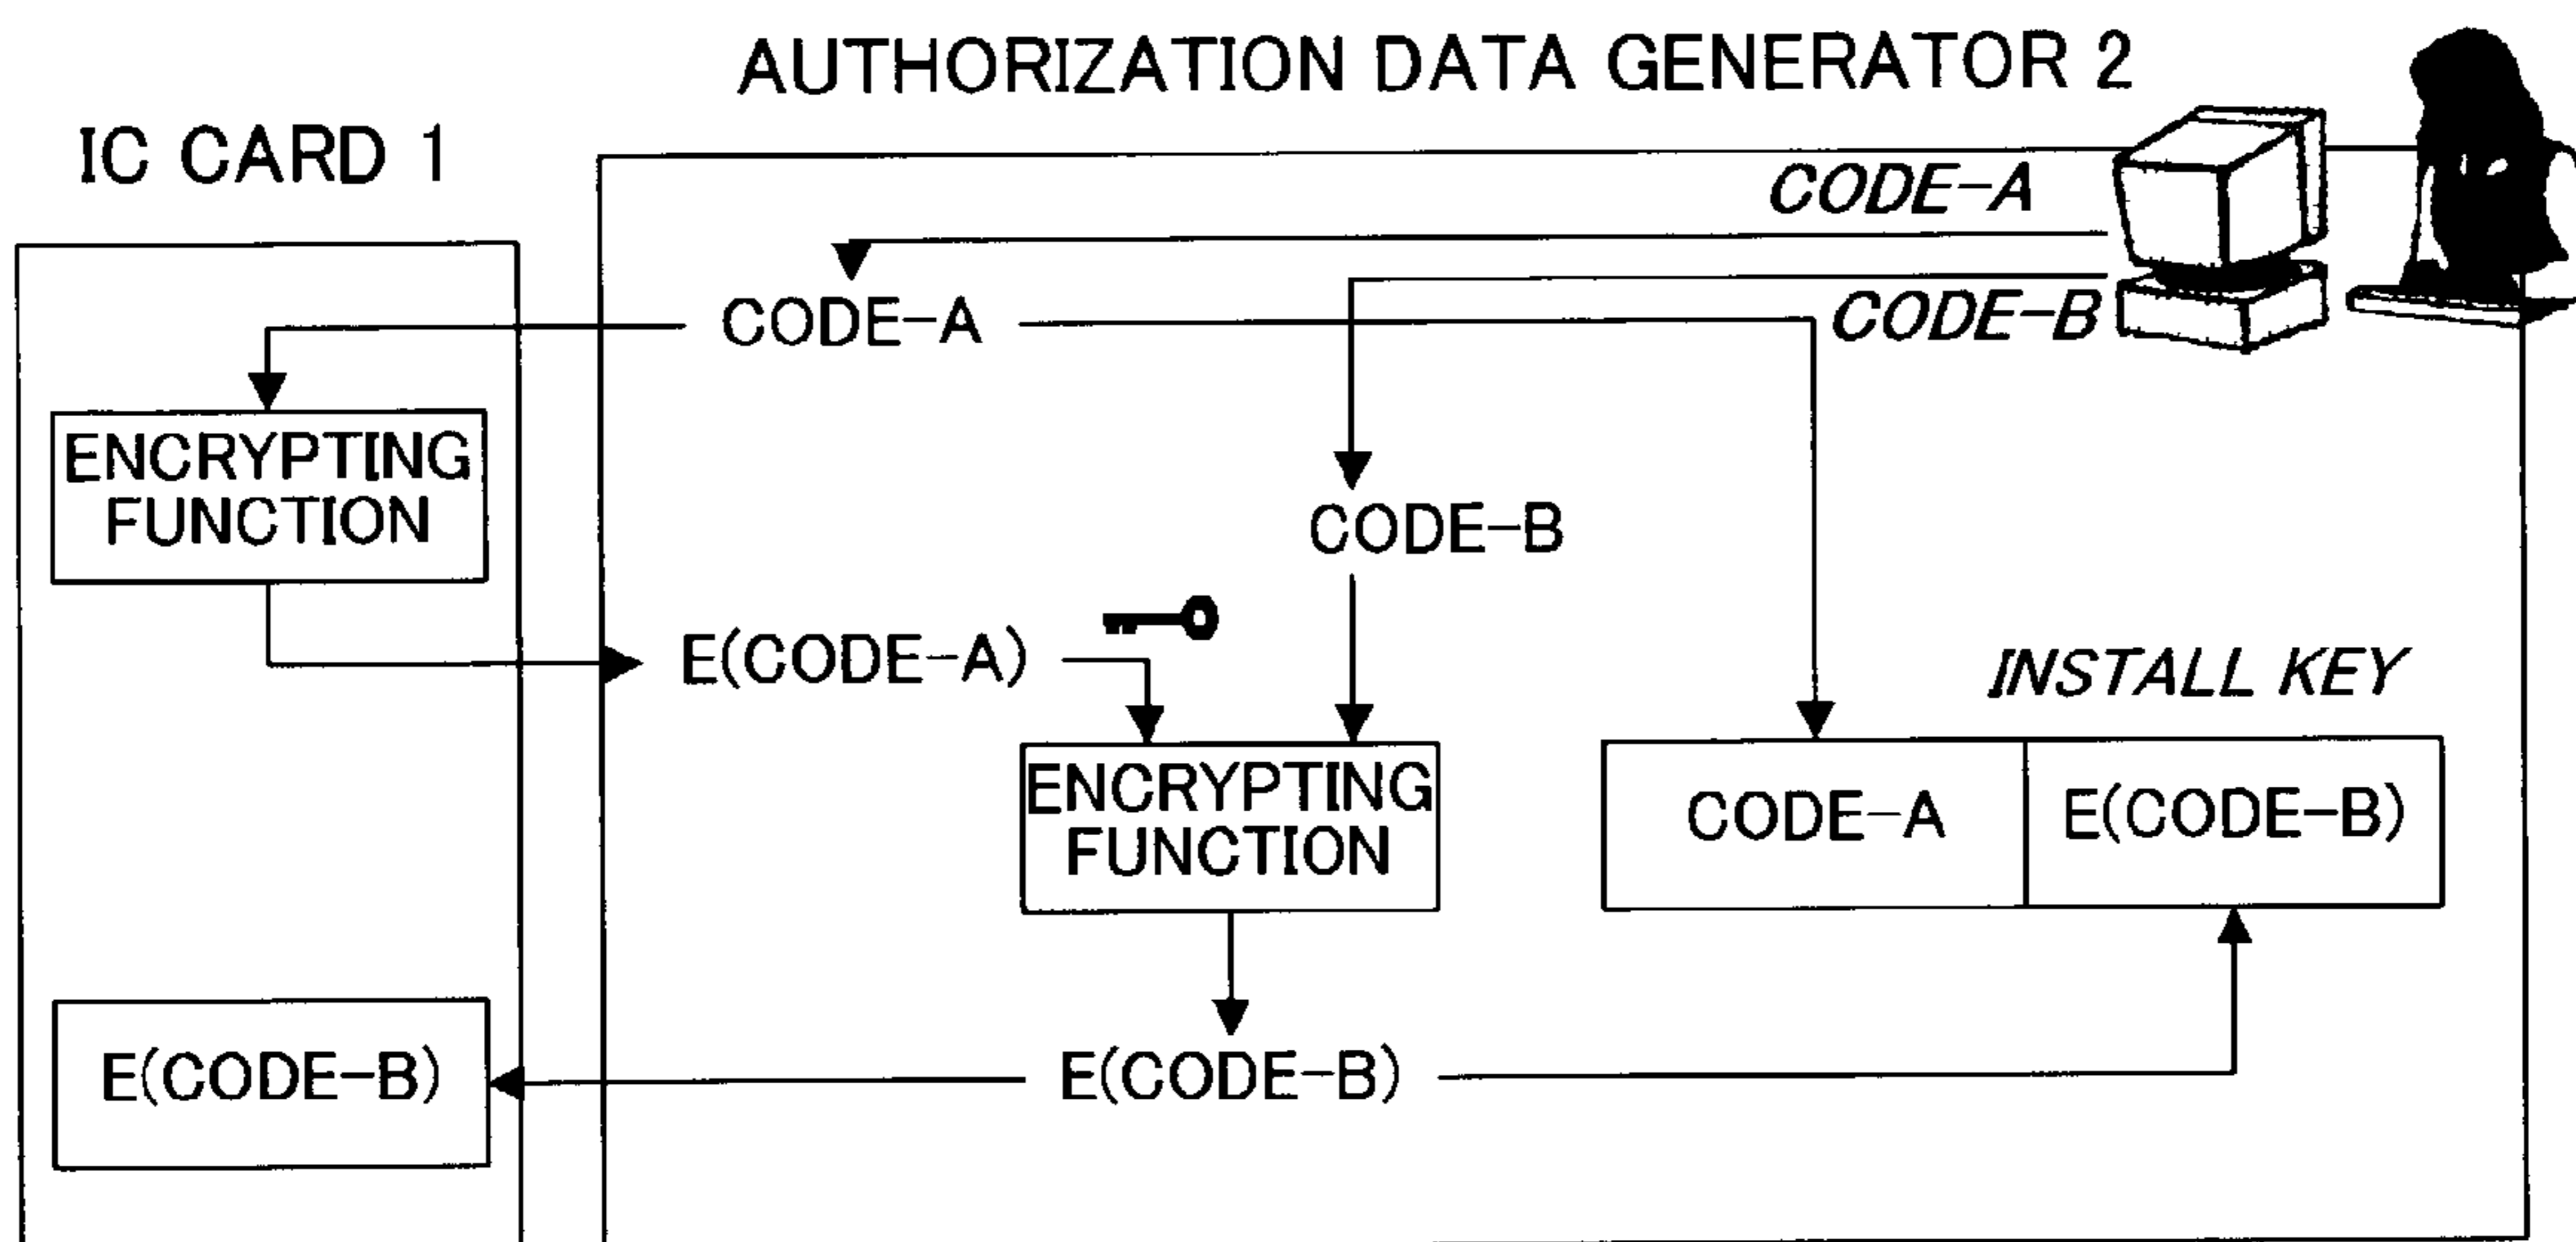 AUTHORIZATION DATA GENERATOR 2
IC CARD 1
CODE-A
CODE-A
CODE-B
ENCRYPTING
FUNCTION
CODE-B
E(CODE-A)
INSTALL KEY
ENCRYPTING
FUNCTION
CODE-A
E(CODE-B)
E(CODE-B)
E(CODE-B)